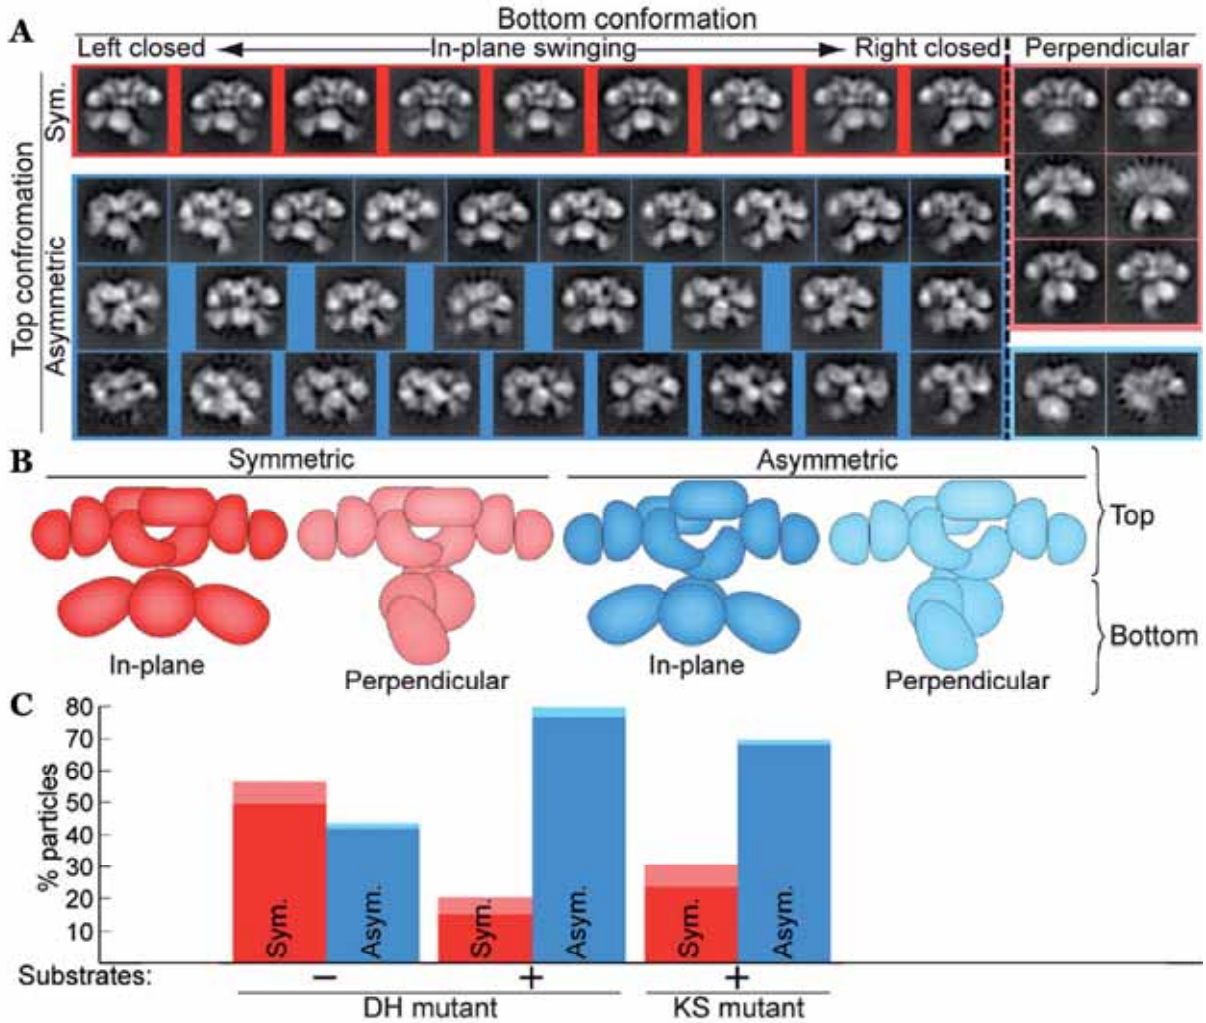 A
Bottom conformation
Left closed In-plane swinging Right closed Perpendicular
Top confromation
Sym.
Asymmetric
B
Symmetric Asymmetric
Top
Bottom
In-plane Perpendicular In-plane Perpendicular
C
% particles
80
70
60
50
40
30
20
10
Sym. Asym. Sym. Asym. Sym. Asym.
Substrates: − + +
DH mutant KS mutant